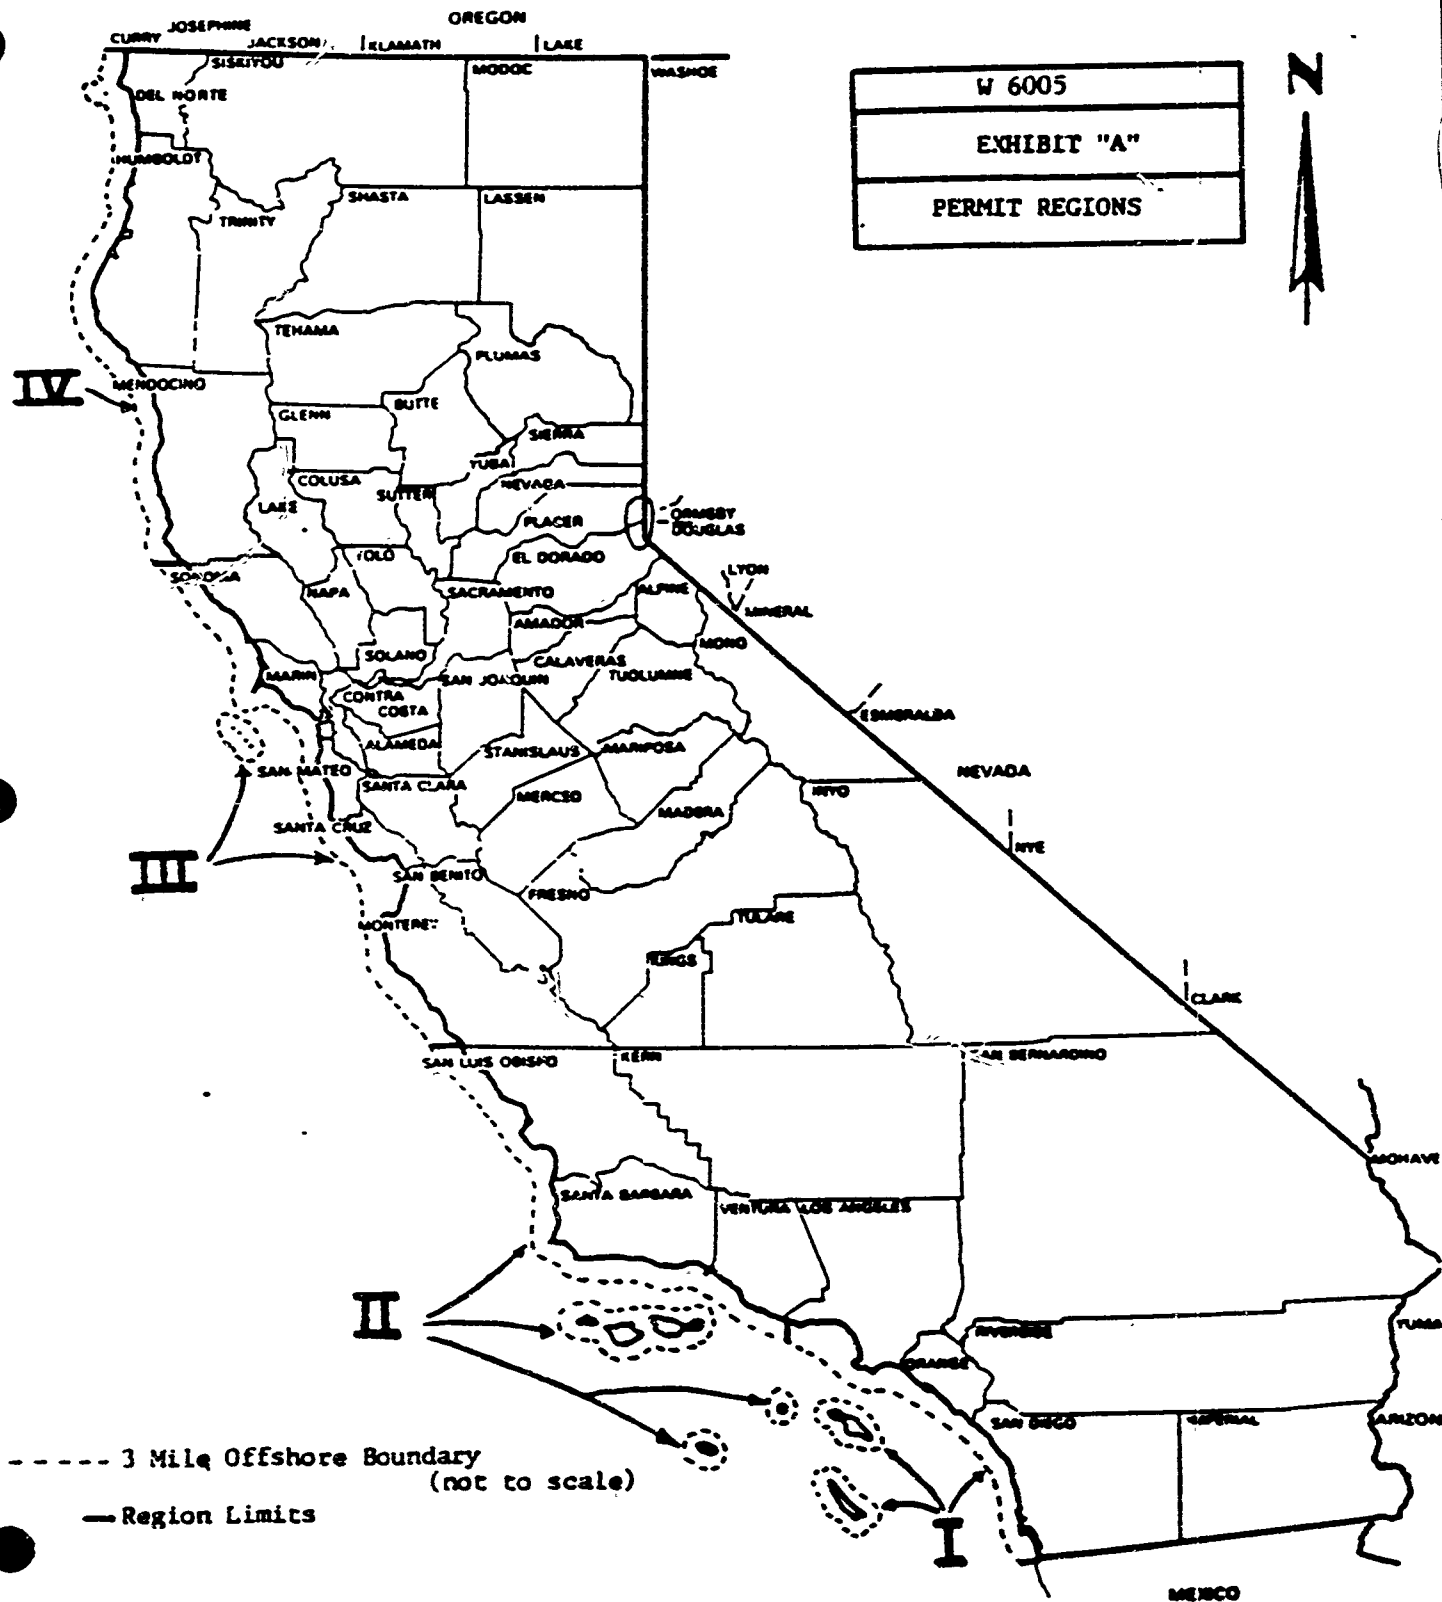 OREGON
JOSEPHINE
CURRY
JACKSON
KLAMATH
LAKE
SISKIYOU
MODOC
WASHOE
W 6005
EXHIBIT "A"
PERMIT REGIONS
N
DEL NORTE
HUMBOLDT
TRINITY
SHASTA
LASSEN
TEHAMA
PLUMAS
IV
MENDOCINO
GLENN
BUTTE
SIERRA
YUBA
COLUSA
SUTTER
NEVADA
LAKE
PLACER
ORMSBY
DOUGLAS
YOLO
EL DORADO
SONOMA
NAPA
SACRAMENTO
ALPINE
LYON
MINERAL
AMADOR
MONO
SOLANO
CALAVERAS
MARIN
SAN JOAQUIN
TUOLUMNE
CONTRA
COSTA
ESMERALDA
ALAMEDA
STANISLAUS
MARIPOSA
SAN MATEO
SANTA CLARA
NEVADA
INYO
MERCED
MADERA
SANTA CRUZ
NYE
III
SAN BENITO
FRESNO
MONTEREY
TULARE
KINGS
CLARK
SAN LUIS OBISPO
KERN
SAN BERNARDINO
MOHAVE
SANTA BARBARA
VENTURA
LOS ANGELES
II
RIVERSIDE
YUMA
ORANGE
SAN DIEGO
IMPERIAL
ARIZON
3 Mile Offshore Boundary
(not to scale)
Region Limits
I
MEXICO